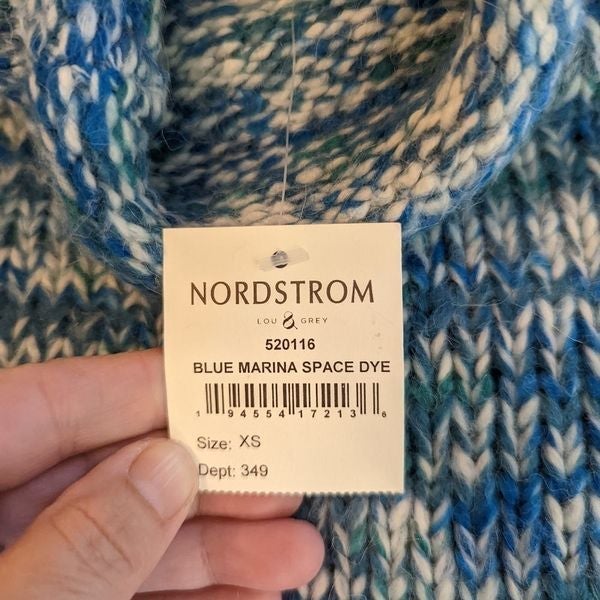 NORDSTROM
LOU & GREY
520116
BLUE MARINA SPACE DYE
1 94554 17213 6
Size: XS
Dept: 349